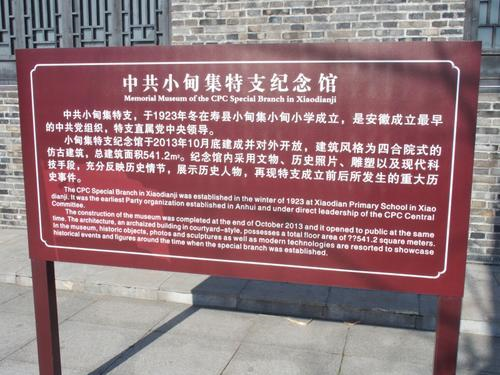 中共小甸集特支纪念馆
Memorial Museum of the CPC Special Branch in Xiaodianji
中共小甸集特支，于1923年冬在寿县小甸集小甸小学成立，是安徽成立最早
的中共党组织，特支直属党中央领导。
小甸集特支纪念馆于2013年10月底建成并对外开放，建筑风格为四合院式的
仿古建筑，总建筑面积541.2m²。纪念馆内采用文物、历史照片、雕塑以及现代科
技手段，充分反映历史情节，展示历史人物，再现特支成立前后所发生的重大历
史事件。
The CPC Special Branch in Xiaodianji was established in the winter of 1923 at Xiaodian Primary School in Xiao
dianji. It was the earliest Party organization established in Anhui and under direct leadership of the CPC Central
Committee.
The construction of the museum was completed at the end of October 2013 and it opened to public at the same
time. The architecture, an archaized building in courtyard-style, possesses a total floor area of ??541.2 square meters.
In the museum, historic objects, photos and sculptures as well as modern technologies are resorted to showcase
historical events and figures around the time when the special branch was established.